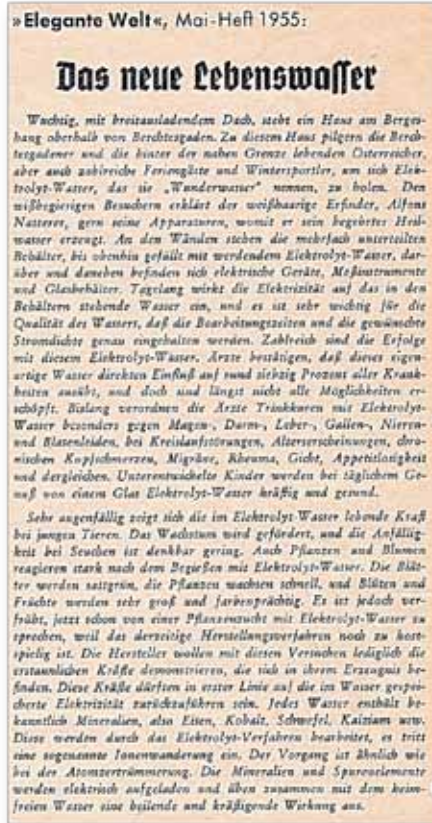 »Elegante Welt«, Mai-Heft 1955:
Das neue Lebenswasser
Wuchtig, mit breitausladendem Dach, steht ein Haus am Berges-
hang oberhalb von Berchtesgaden. Zu diesem Haus pilgern die Berch-
tesgadener und die hinter der nahen Grenze lebenden Österreicher,
aber auch zahlreiche Feriengäste und Wintersportler, um sich Elek-
trolyt-Wasser, das sie „Wunderwasser" nennen, zu holen. Den
wißbegierigen Besuchern erklärt der weißhaarige Erfinder, Alfons
Natterer, gern seine Apparaturen, womit er sein begehrtes Heil-
wasser erzeugt. An den Wänden stehen die mehrfach unterteilten
Behälter, bis obenhin gefüllt mit werdendem Elektrolyt-Wasser, dar-
über und daneben befinden sich elektrische Geräte, Meßinstrumente
und Glasbehälter. Tagelang wirkt die Elektrizität auf das in den
Behältern stehende Wasser ein, und es ist sehr wichtig für die
Qualität des Wassers, daß die Bearbeitungszeiten und die gewünschte
Stromdichte genau eingehalten werden. Zahlreich sind die Erfolge
mit diesem Elektrolyt-Wasser. Ärzte bestätigen, daß dieses eigen-
artige Wasser direkten Einfluß auf rund siebzig Prozent aller Krank-
heiten ausübt, und doch sind längst nicht alle Möglichkeiten er-
schöpft. Bislang verordnen die Ärzte Trinkkuren mit Elektrolyt-
Wasser besonders gegen Magen-, Darm-, Leber-, Gallen-, Nieren-
und Blasenleiden, bei Kreislaufstörungen, Alterserscheinungen, chro-
nischen Kopfschmerzen, Migräne, Rheuma, Gicht, Appetitlosigkeit
und dergleichen. Unterentwickelte Kinder werden bei täglichem Ge-
nuß von einem Glas Elektrolyt-Wasser kräftig und gesund.
Sehr augenfällig zeigt sich die im Elektrolyt-Wasser lebende Kraft
bei jungen Tieren. Das Wachstum wird gefördert, und die Anfällig-
keit bei Seuchen ist denkbar gering. Auch Pflanzen und Blumen
reagieren stark nach dem Begießen mit Elektrolyt-Wasser. Die Blät-
ter werden sattgrün, die Pflanzen wachsen schnell, und Blüten und
Früchte werden sehr groß und farbenprächtig. Es ist jedoch ver-
früht, jetzt schon von einer Pflanzenzucht mit Elektrolyt-Wasser zu
sprechen, weil das derzeitige Herstellungsverfahren noch zu kost-
spielig ist. Die Hersteller wollen mit diesen Versuchen lediglich die
erstaunlichen Kräfte demonstrieren, die sich in ihrem Erzeugnis be-
finden. Diese Kräfte dürften in erster Linie auf die im Wasser gespei-
cherte Elektrizität zurückzuführen sein. Jedes Wasser enthält be-
kanntlich Mineralien, also Eisen, Kobalt, Schwefel, Kalzium usw.
Diese werden durch das Elektrolyt-Verfahren bearbeitet, es tritt
eine sogenannte Ionenwanderung ein. Der Vorgang ist ähnlich wie
bei der Atomzertrümmerung. Die Mineralien und Spurenelemente
werden elektrisch aufgeladen und üben zusammen mit dem keim-
freien Wasser eine heilende und kräftigende Wirkung aus.